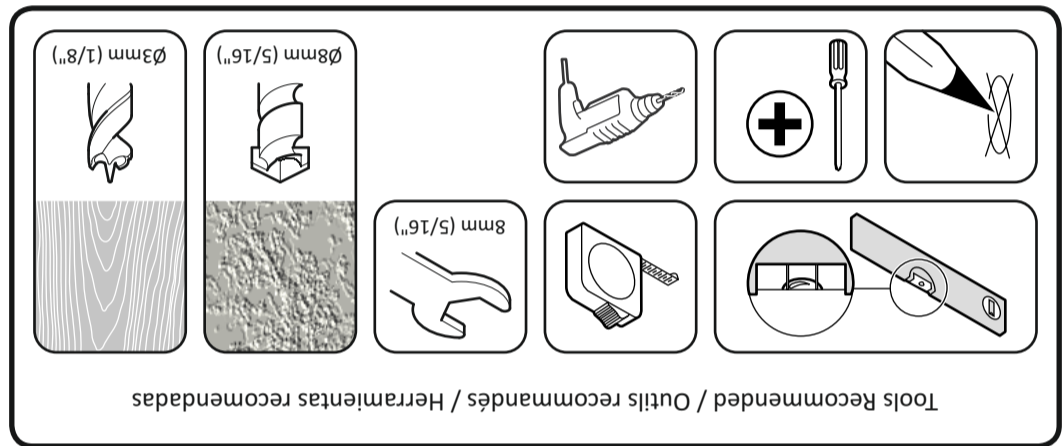 Tools Recommended / Outils recommandés / Herramientas recomendadas
8mm (5/16")
Ø8mm (5/16")
Ø3mm (1/8")